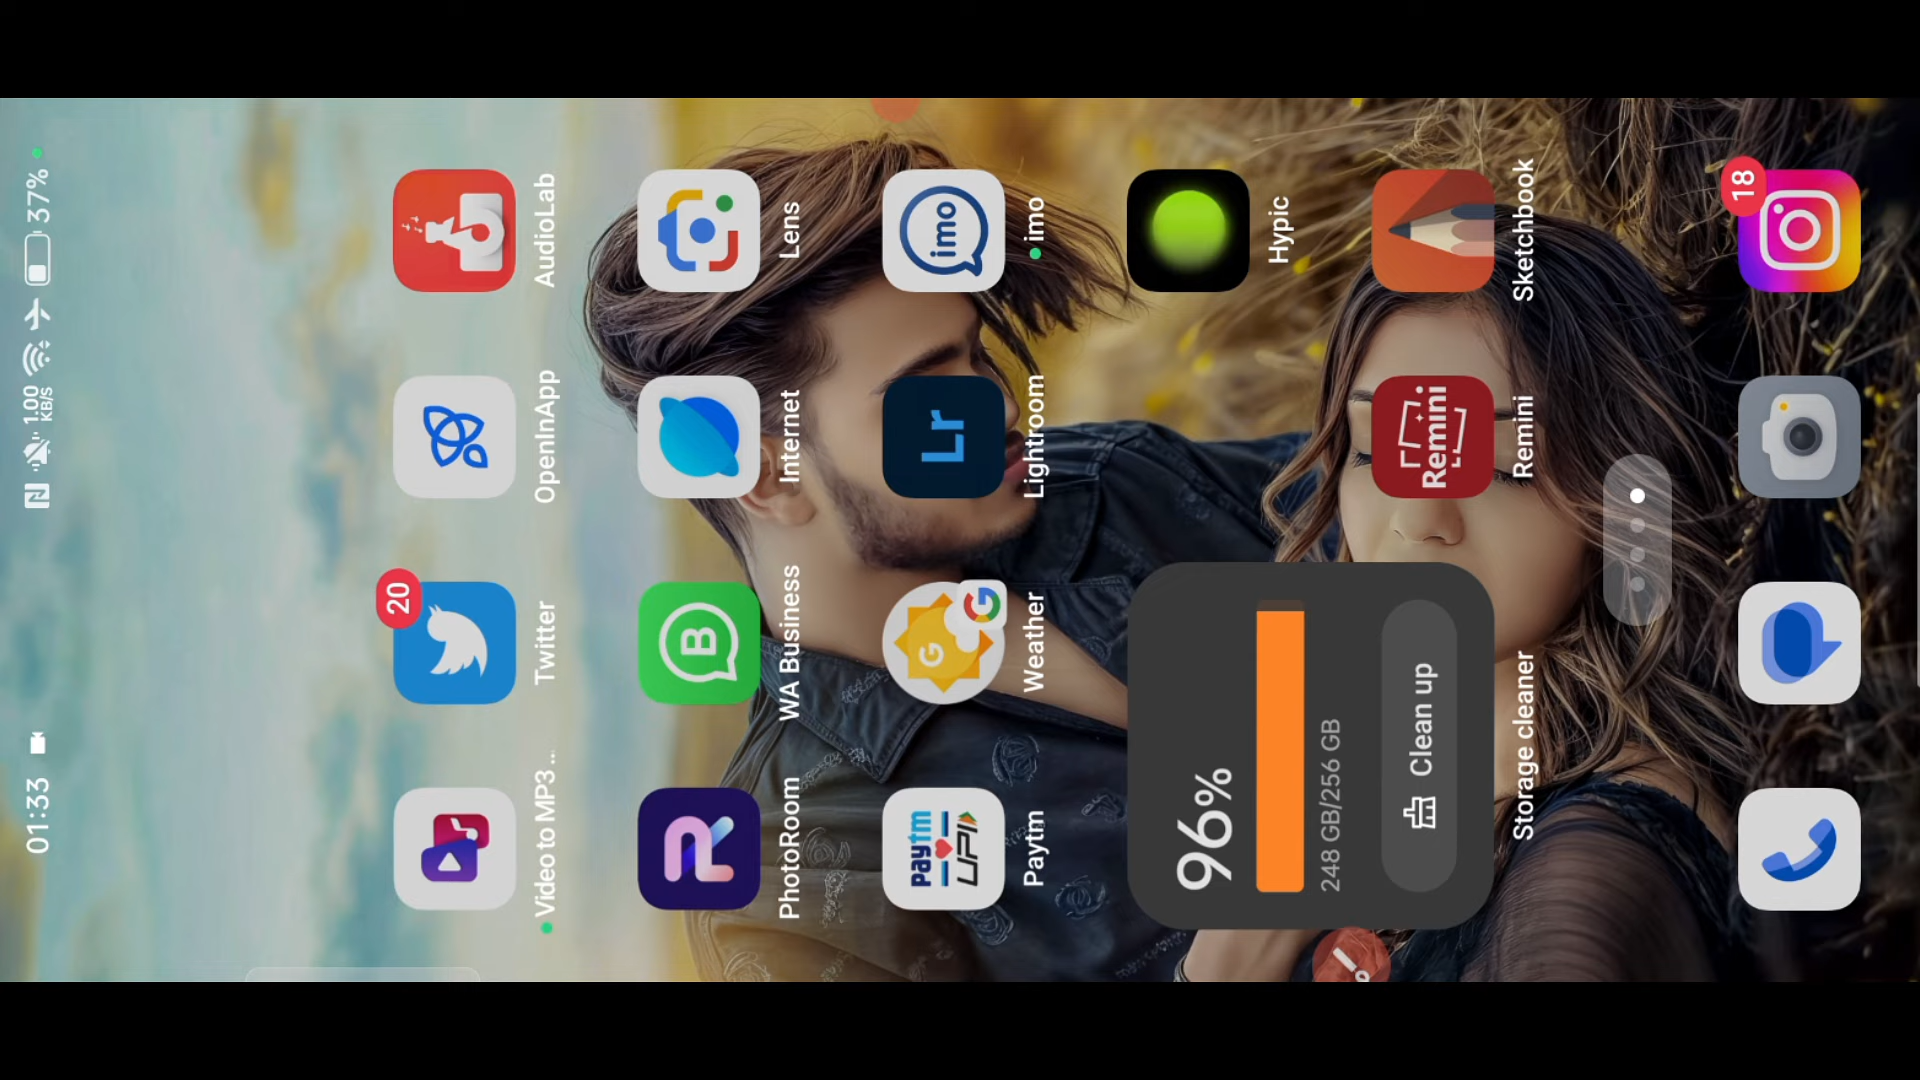 01:33
1.00
KB/S
37%
Video to MP3 ..
20
Twitter
OpenInApp
AudioLab
PhotoRoom
B
WA Business
Internet
Lens
paytm
UPI
Paytm
G
Weather
Lr
Lightroom
imo
imo
96%
248 GB/256 GB
Clean up
Storage cleaner
Hypic
Remini
Remini
Sketchbook
18